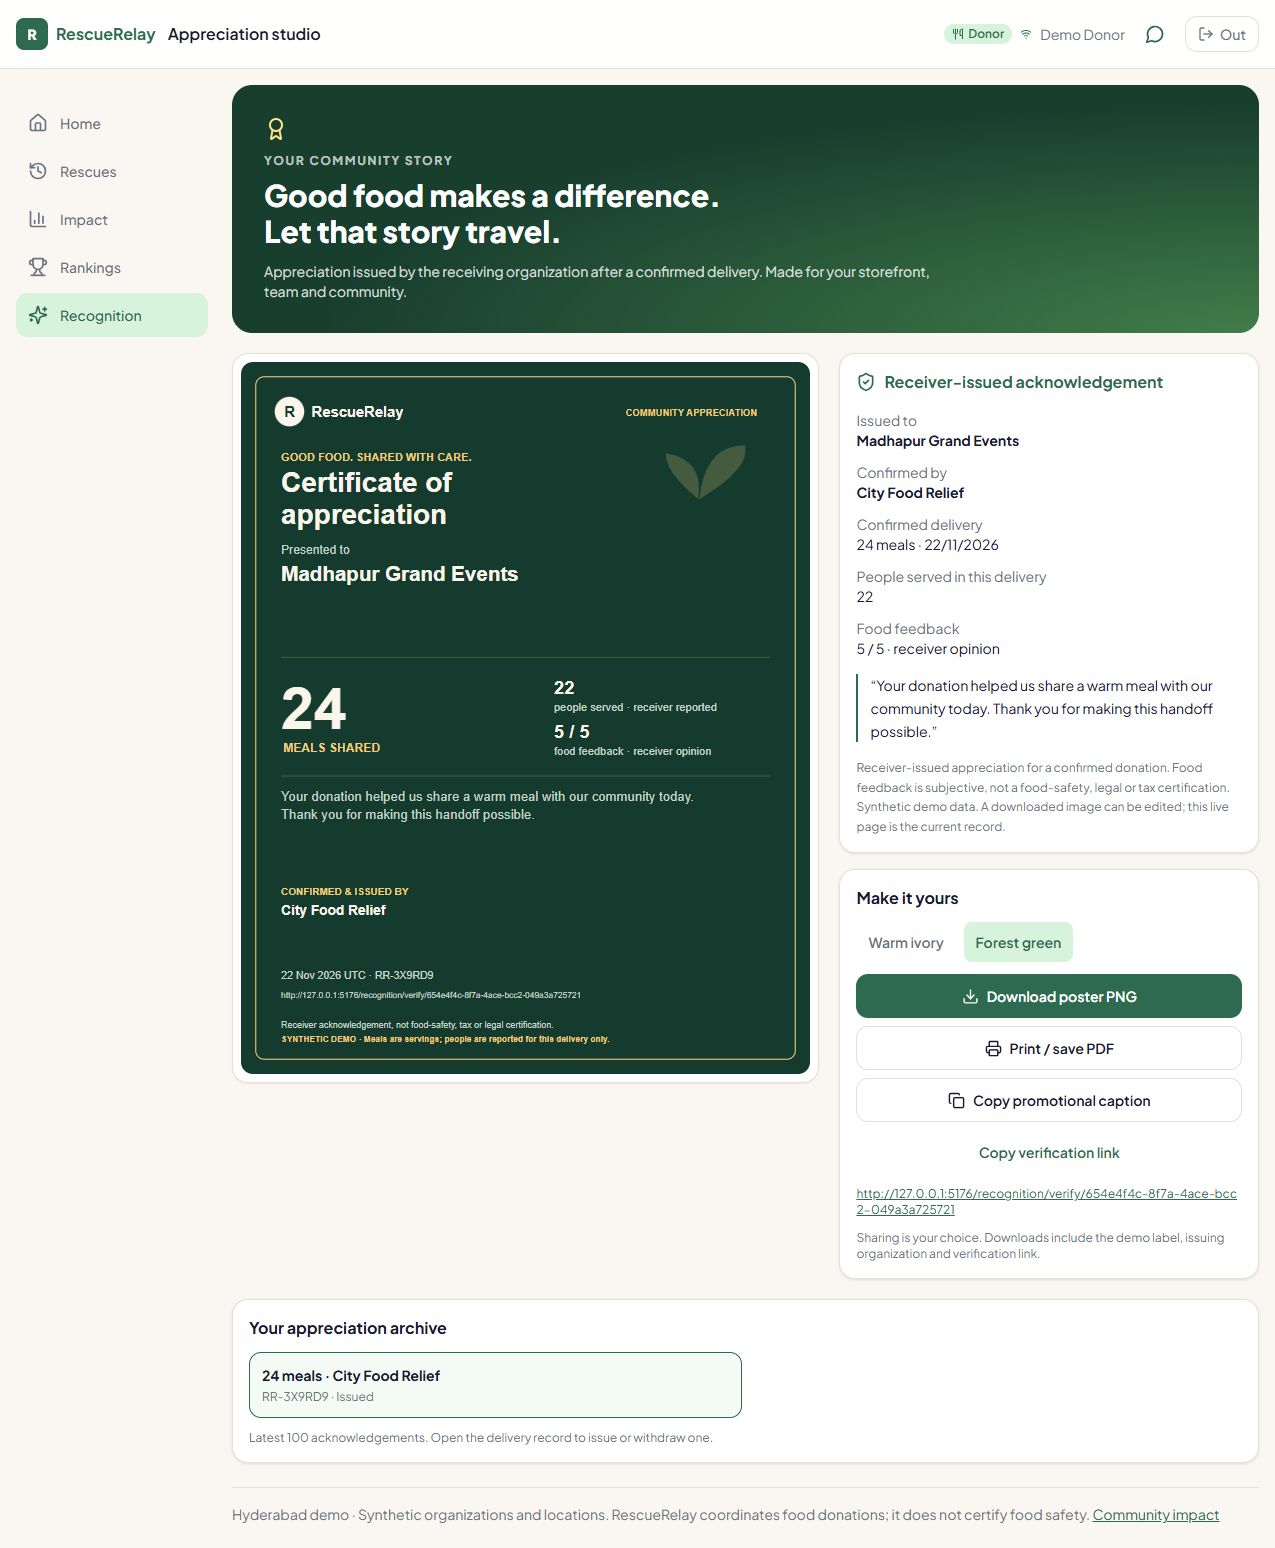 R RescueRelay Appreciation studio
Donor Demo Donor Out
Home
Rescues
Impact
Rankings
Recognition
YOUR COMMUNITY STORY
Good food makes a difference.
Let that story travel.
Appreciation issued by the receiving organization after a confirmed delivery. Made for your storefront,
team and community.
R RescueRelay
COMMUNITY APPRECIATION
GOOD FOOD. SHARED WITH CARE.
Certificate of
appreciation
Presented to
Madhapur Grand Events
24
MEALS SHARED
22
people served · receiver reported
5 / 5
food feedback · receiver opinion
Your donation helped us share a warm meal with our community today.
Thank you for making this handoff possible.
CONFIRMED & ISSUED BY
City Food Relief
22 Nov 2026 UTC · RR-3X9RD9
http://127.0.0.1:5176/recognition/verify/654e4f4c-8f7a-4ace-bcc2-049a3a725721
Receiver acknowledgement, not food-safety, tax or legal certification.
SYNTHETIC DEMO · Meals are servings; people are reported for this delivery only.
Receiver-issued acknowledgement
Issued to
Madhapur Grand Events
Confirmed by
City Food Relief
Confirmed delivery
24 meals · 22/11/2026
People served in this delivery
22
Food feedback
5 / 5 · receiver opinion
“Your donation helped us share a warm meal with our
community today. Thank you for making this handoff
possible.”
Receiver-issued appreciation for a confirmed donation. Food
feedback is subjective, not a food-safety, legal or tax certification.
Synthetic demo data. A downloaded image can be edited; this live
page is the current record.
Make it yours
Warm ivory Forest green
Download poster PNG
Print / save PDF
Copy promotional caption
Copy verification link
http://127.0.0.1:5176/recognition/verify/654e4f4c-8f7a-4ace-bcc
2-049a3a725721
Sharing is your choice. Downloads include the demo label, issuing
organization and verification link.
Your appreciation archive
24 meals · City Food Relief
RR-3X9RD9 · Issued
Latest 100 acknowledgements. Open the delivery record to issue or withdraw one.
Hyderabad demo · Synthetic organizations and locations. RescueRelay coordinates food donations; it does not certify food safety. Community impact